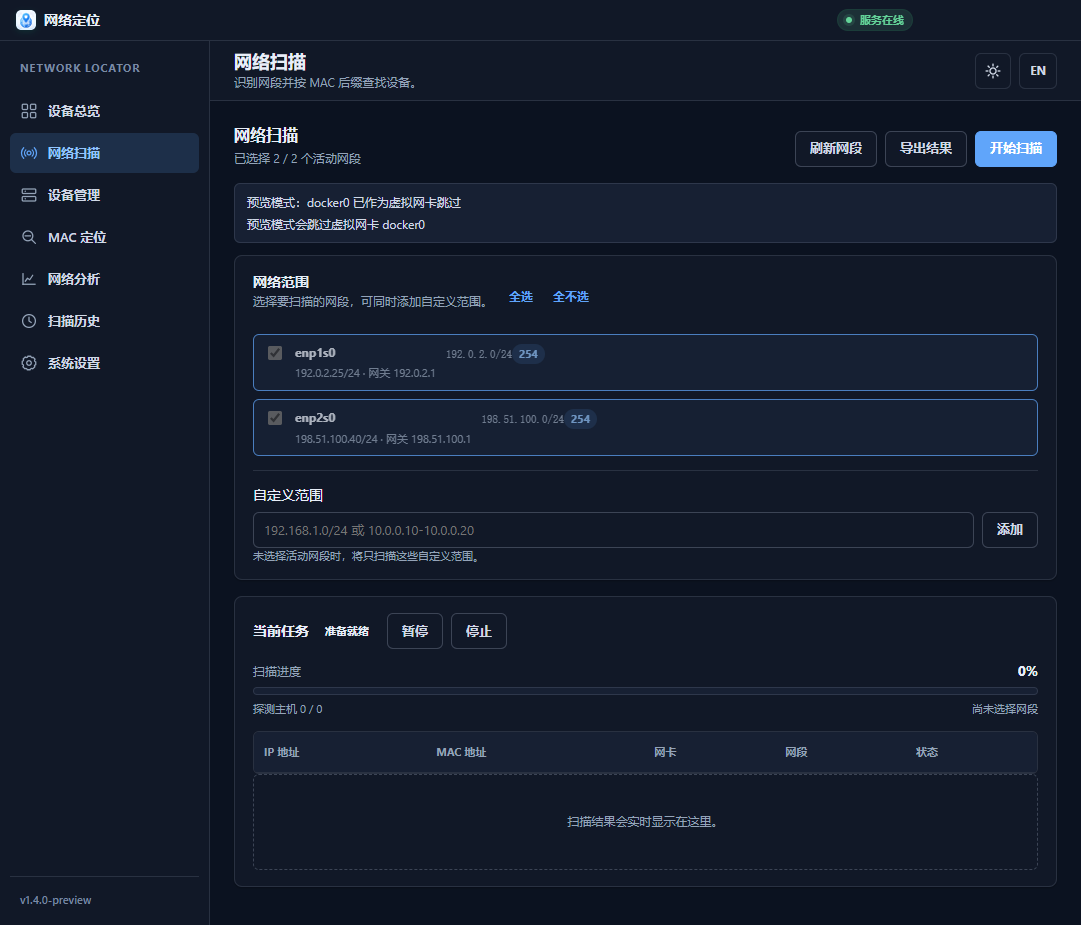 网络定位
服务在线
NETWORK LOCATOR
设备总览
网络扫描
设备管理
MAC 定位
网络分析
扫描历史
系统设置
v1.4.0-preview
网络扫描
识别网段并按 MAC 后缀查找设备。
EN
网络扫描
已选择 2 / 2 个活动网段
刷新网段
导出结果
开始扫描
预览模式：docker0 已作为虚拟网卡跳过
预览模式会跳过虚拟网卡 docker0
网络范围
选择要扫描的网段，可同时添加自定义范围。
全选
全不选
enp1s0
192.0.2.0/24
254
192.0.2.25/24 · 网关 192.0.2.1
enp2s0
198.51.100.0/24
254
198.51.100.40/24 · 网关 198.51.100.1
自定义范围
192.168.1.0/24 或 10.0.0.10-10.0.0.20
添加
未选择活动网段时，将只扫描这些自定义范围。
当前任务
准备就绪
暂停
停止
扫描进度
0%
探测主机 0 / 0
尚未选择网段
IP 地址
MAC 地址
网卡
网段
状态
扫描结果会实时显示在这里。